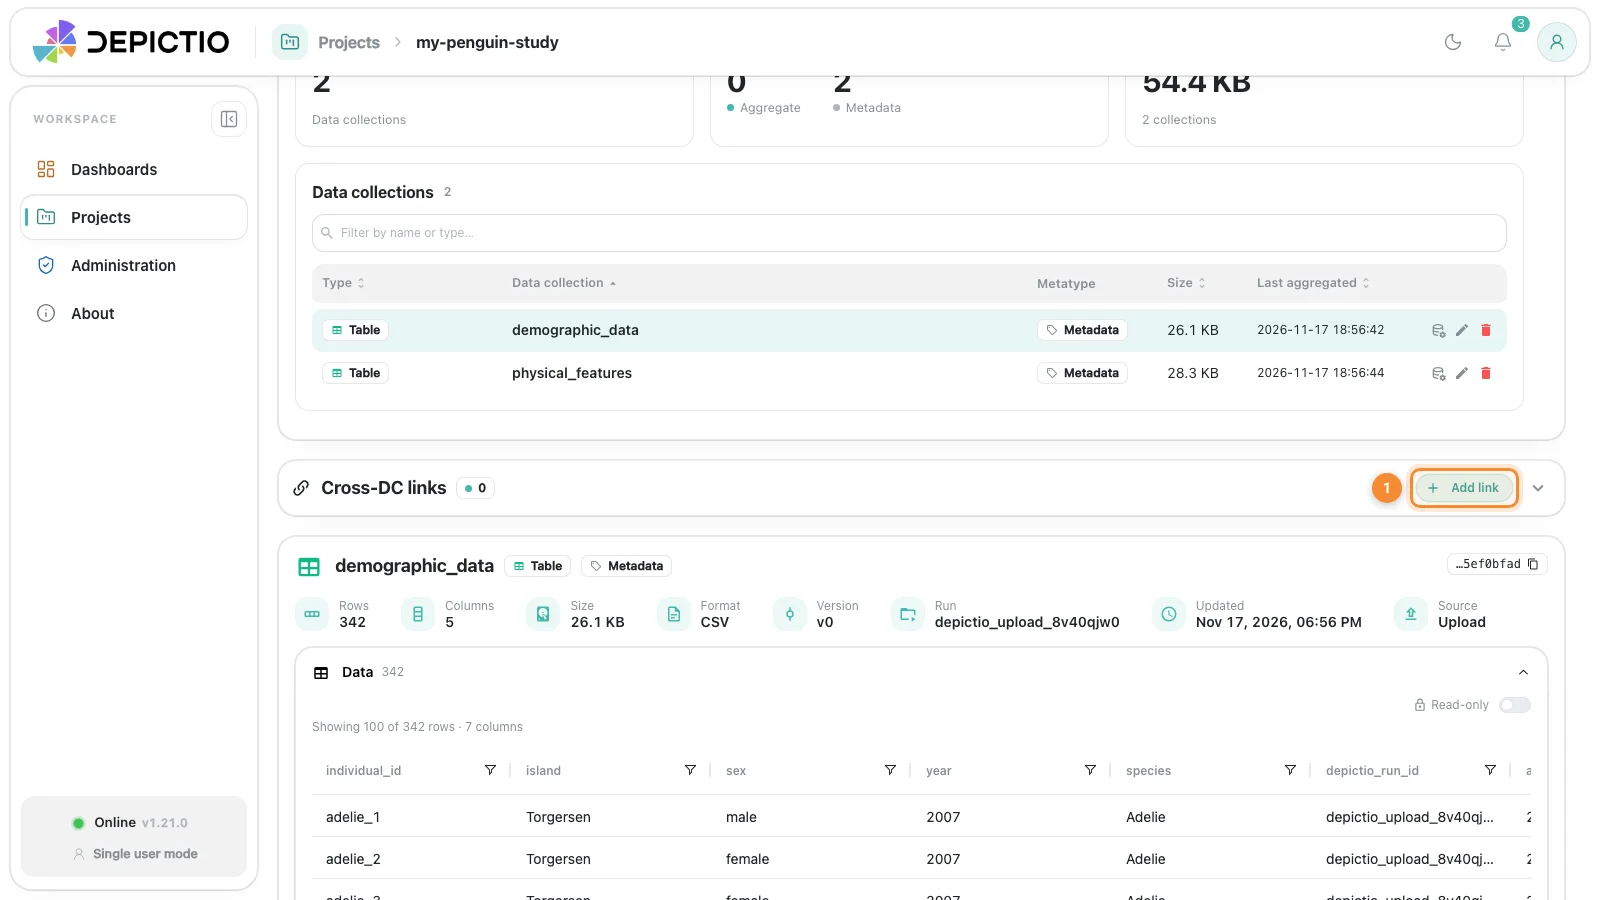 DEPICTIO
Projects > my-penguin-study
3
WORKSPACE
Dashboards
Projects
Administration
About
Online v1.21.0
Single user mode
2
Data collections
0
Aggregate
2
Metadata
54.4 KB
2 collections
Data collections 2
Filter by name or type...
Type Data collection Metatype Size Last aggregated
Table demographic_data Metadata 26.1 KB 2026-11-17 18:56:42
Table physical_features Metadata 28.3 KB 2026-11-17 18:56:44
Cross-DC links 0
1 + Add link
demographic_data Table Metadata …5ef0bfad
Rows
342
Columns
5
Size
26.1 KB
Format
CSV
Version
v0
Run
depictio_upload_8v40qjw0
Updated
Nov 17, 2026, 06:56 PM
Source
Upload
Data 342
Read-only
Showing 100 of 342 rows · 7 columns
individual_id island sex year species depictio_run_id
adelie_1 Torgersen male 2007 Adelie depictio_upload_8v40qj...
adelie_2 Torgersen female 2007 Adelie depictio_upload_8v40qj...
adelie_3 Torgersen female 2007 Adelie depictio_upload_8v40qj...